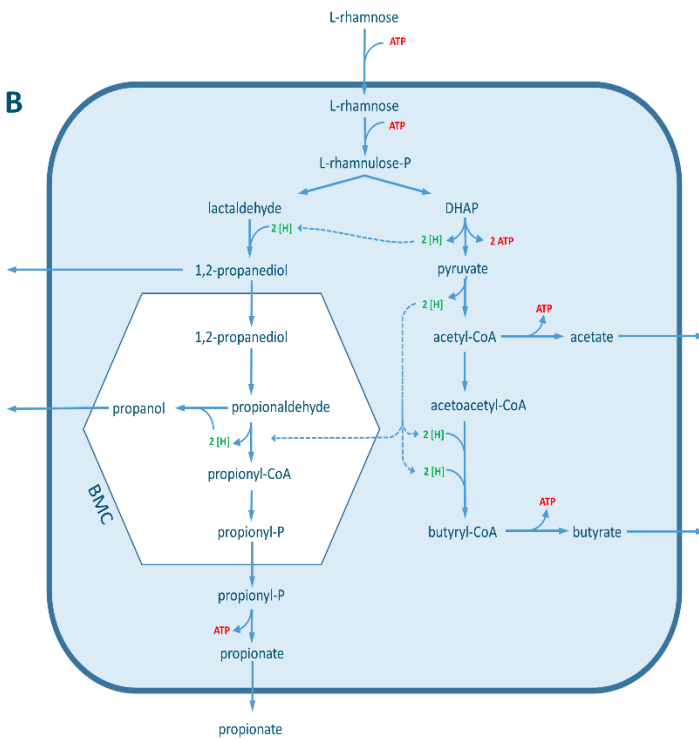 L-rhamnose
ATP
B
L-rhamnose
ATP
L-rhamnulose-P
lactaldehyde
DHAP
2 [H]
2 [H]
2 ATP
1,2-propanediol
pyruvate
2 [H]
1,2-propanediol
ATP
acetyl-CoA
acetate
propanol
propionaldehyde
acetoacetyl-CoA
2 [H]
2 [H]
propionyl-CoA
2 [H]
BMC
ATP
propionyl-P
butyryl-CoA
butyrate
propionyl-P
ATP
propionate
propionate